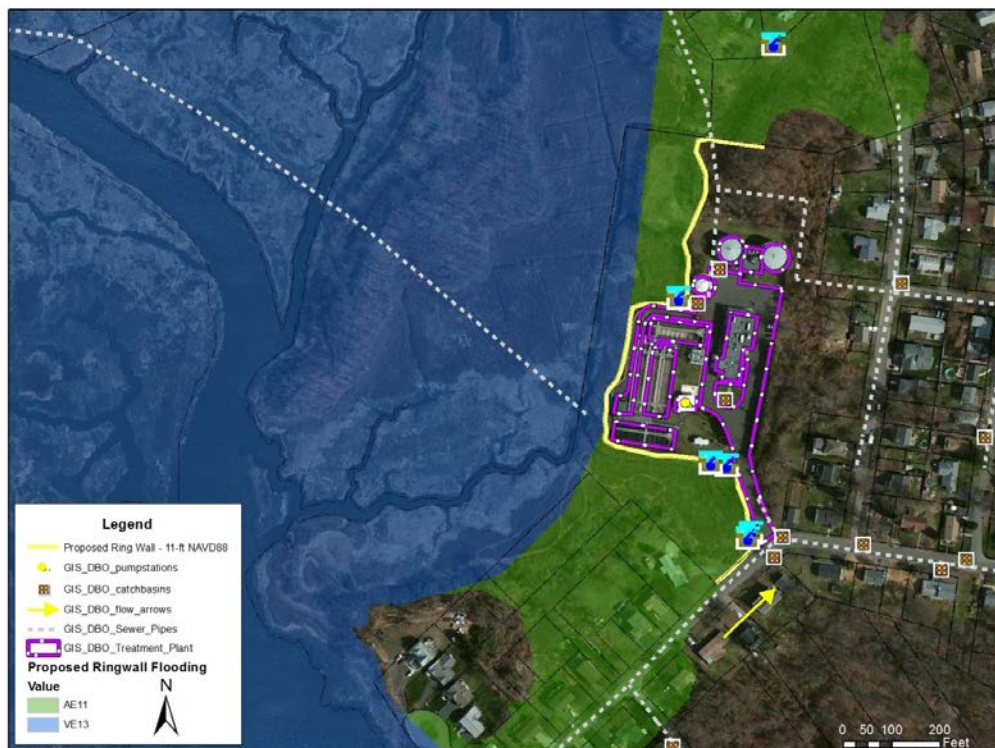 Legend
Proposed Ring Wall - 11-ft NAVD88
GIS_DBO_pumpstations
GIS_DBO_catchbasins
GIS_DBO_flow_arrows
GIS_DBO_Sewer_Pipes
GIS_DBO_Treatment_Plant
Proposed Ringwall Flooding
Value
AE11
VE13
N
0 50 100 200
Feet